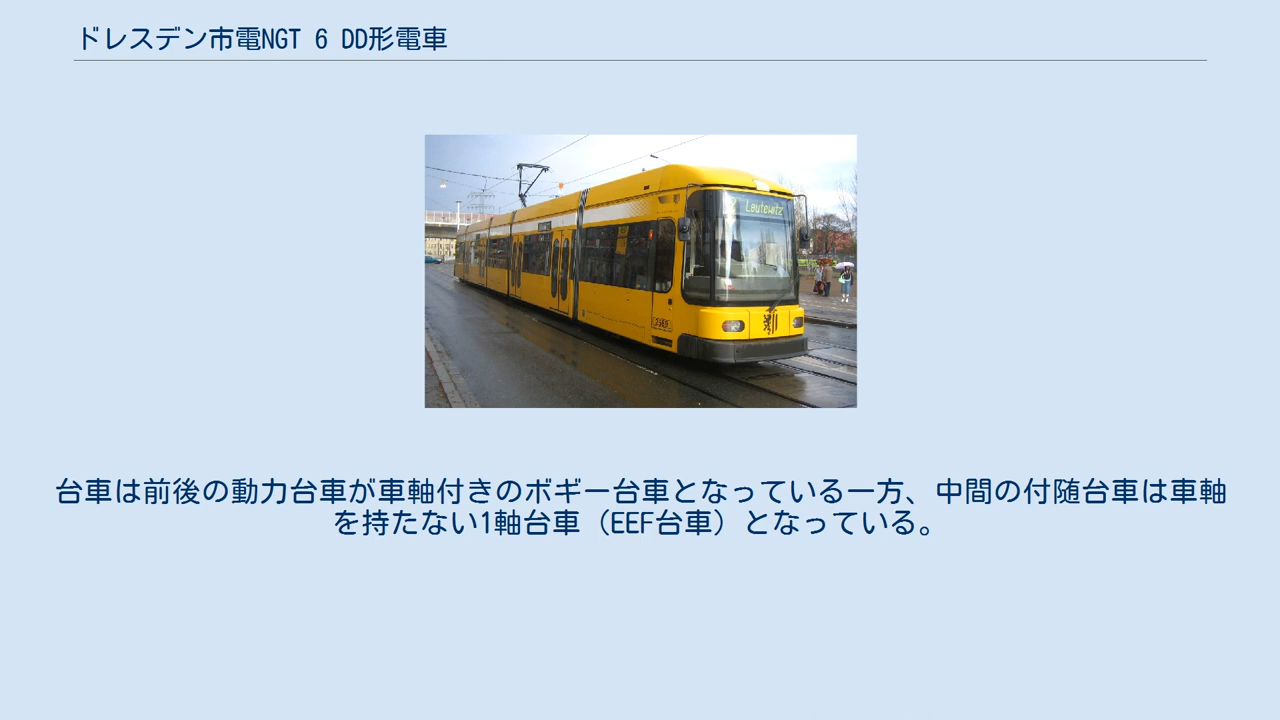 ドレスデン市電NGT 6 DD形電車
Leutewitz
台車は前後の動力台車が車軸付きのボギー台車となっている一方、中間の付随台車は車軸
を持たない1軸台車（EEF台車）となっている。